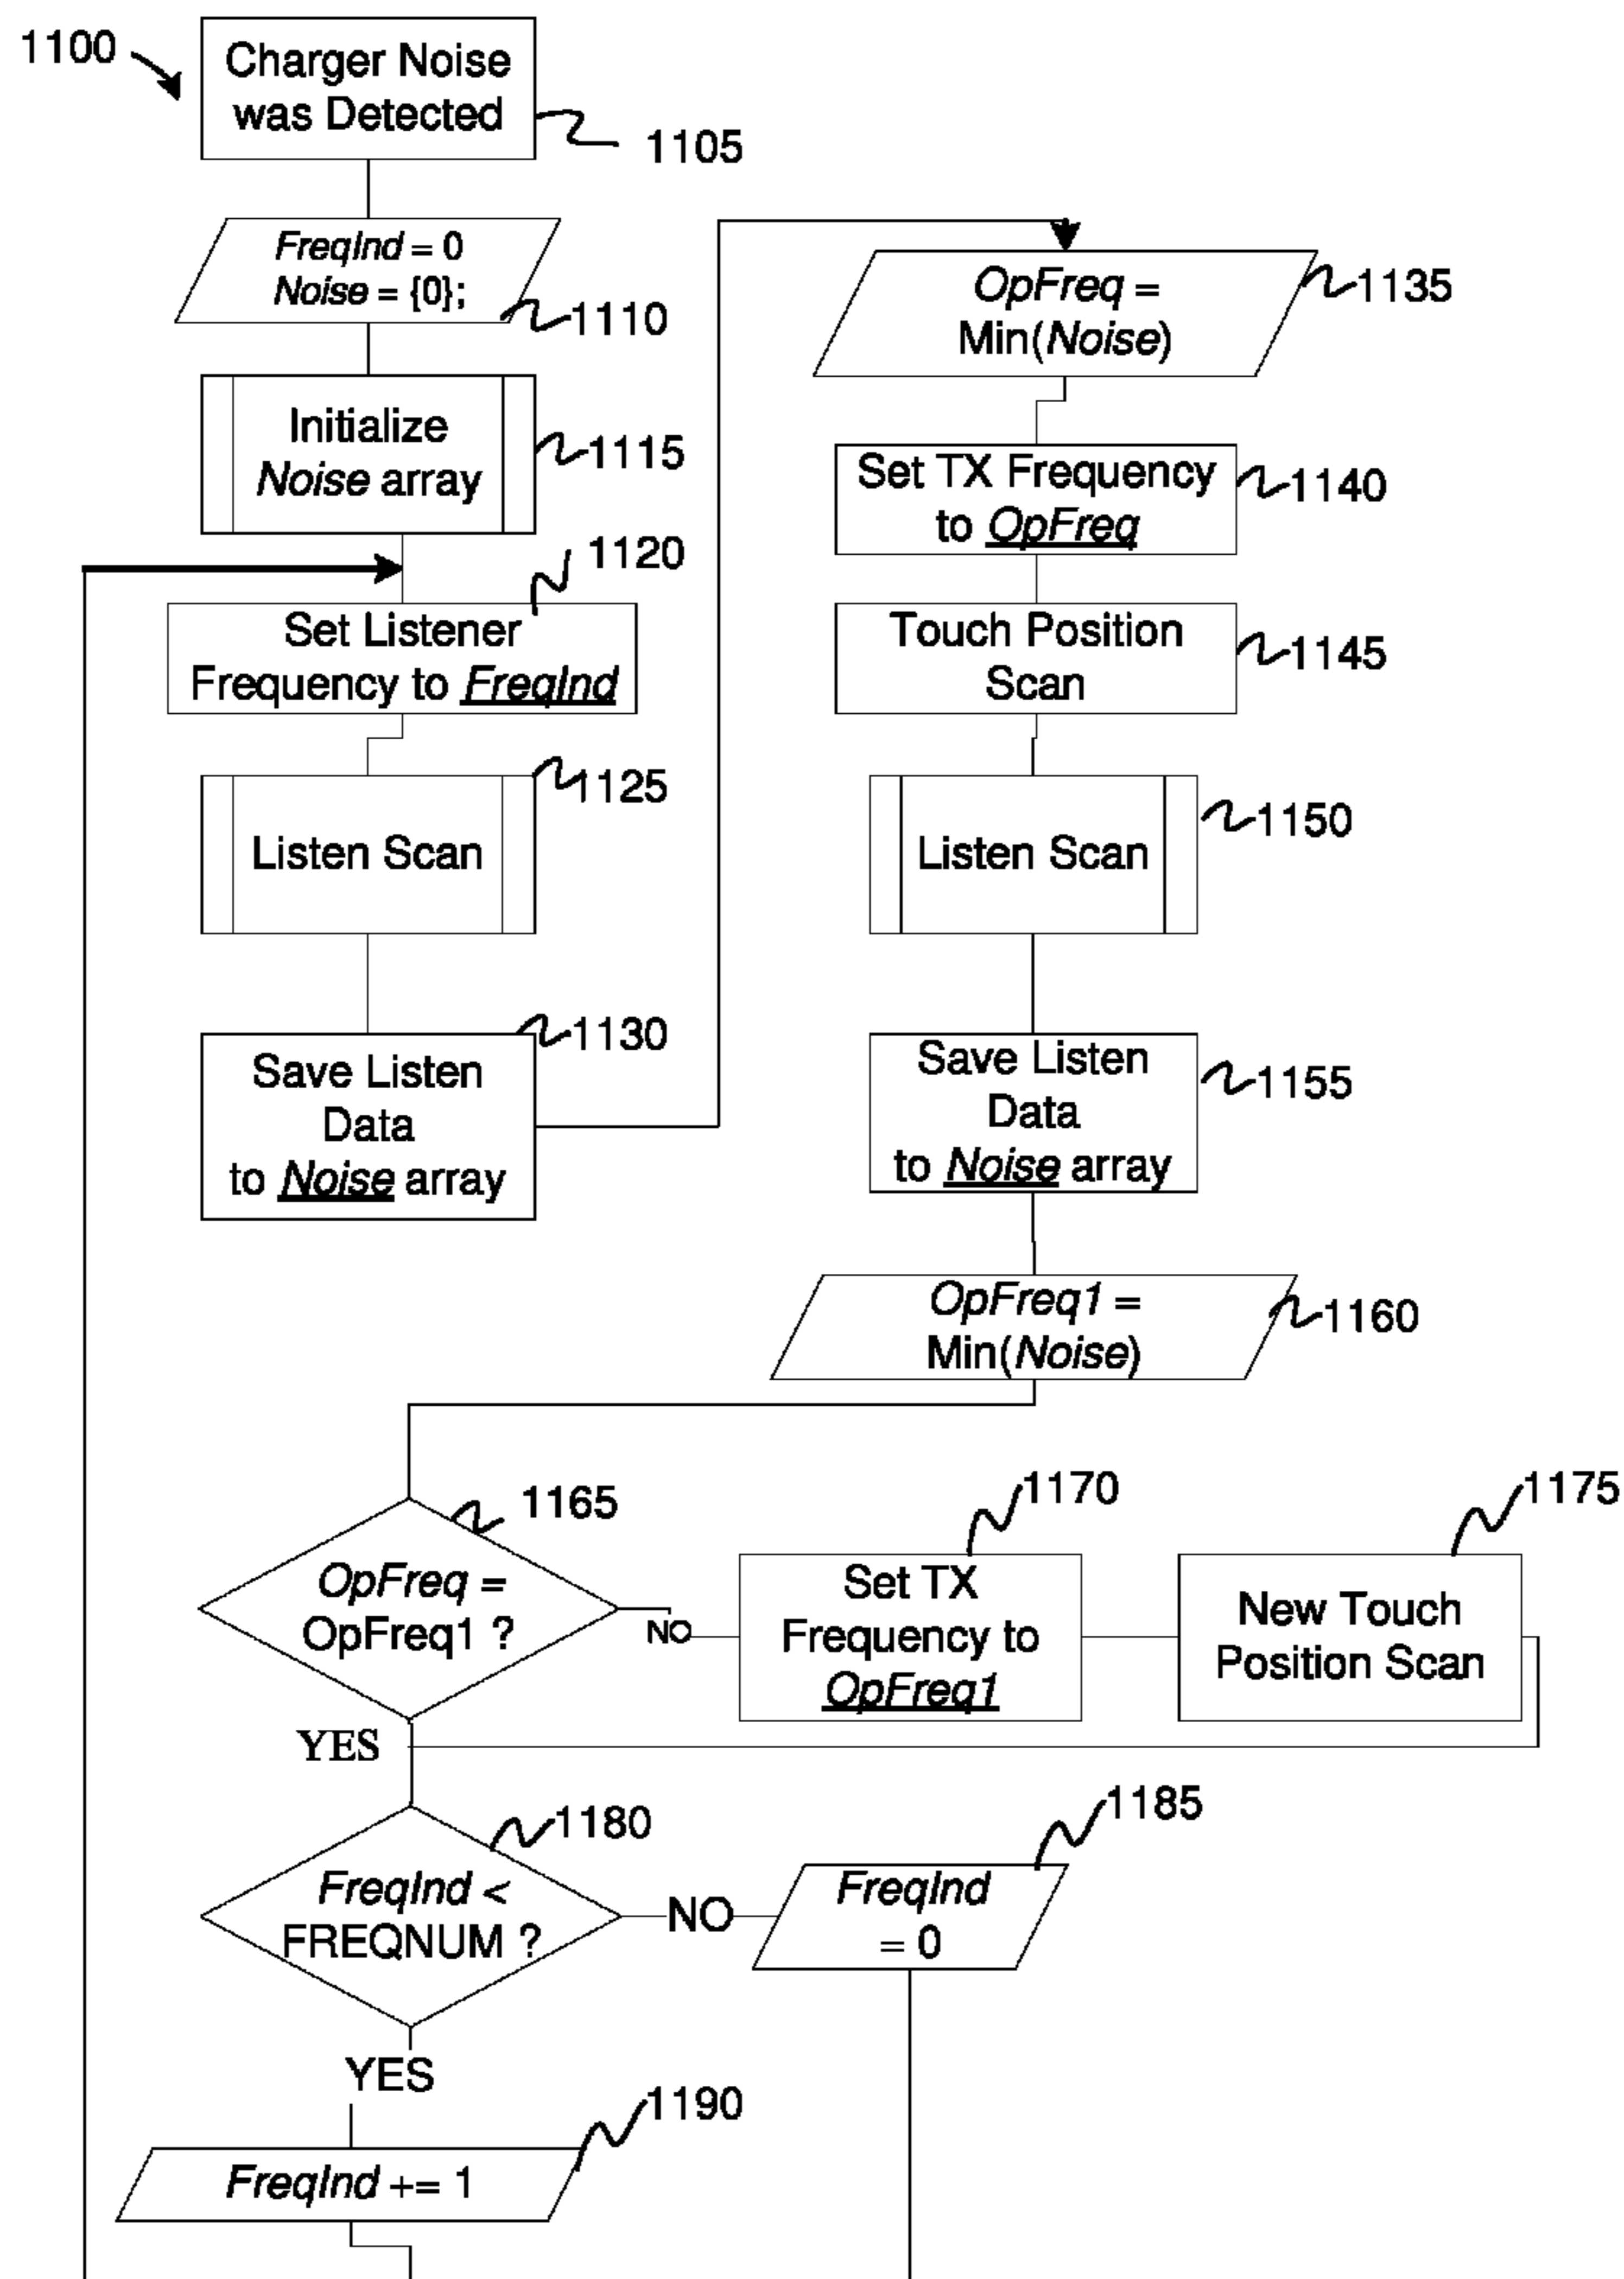 1100
Charger Noise
was Detected
1105
FreqInd = 0
Noise = {0};
1110
Initialize
Noise array
1115
1120
Set Listener
Frequency to FreqInd
1125
Listen Scan
1130
Save Listen
Data
to Noise array
OpFreq =
Min(Noise)
1135
Set TX Frequency
to OpFreq
1140
Touch Position
Scan
1145
Listen Scan
1150
Save Listen
Data
to Noise array
1155
OpFreq1 =
Min(Noise)
1160
1165
OpFreq =
OpFreq1 ?
NO
1170
Set TX
Frequency to
OpFreq1
1175
New Touch
Position Scan
YES
1180
FreqInd <
FREQNUM ?
NO
1185
FreqInd
= 0
YES
1190
FreqInd += 1